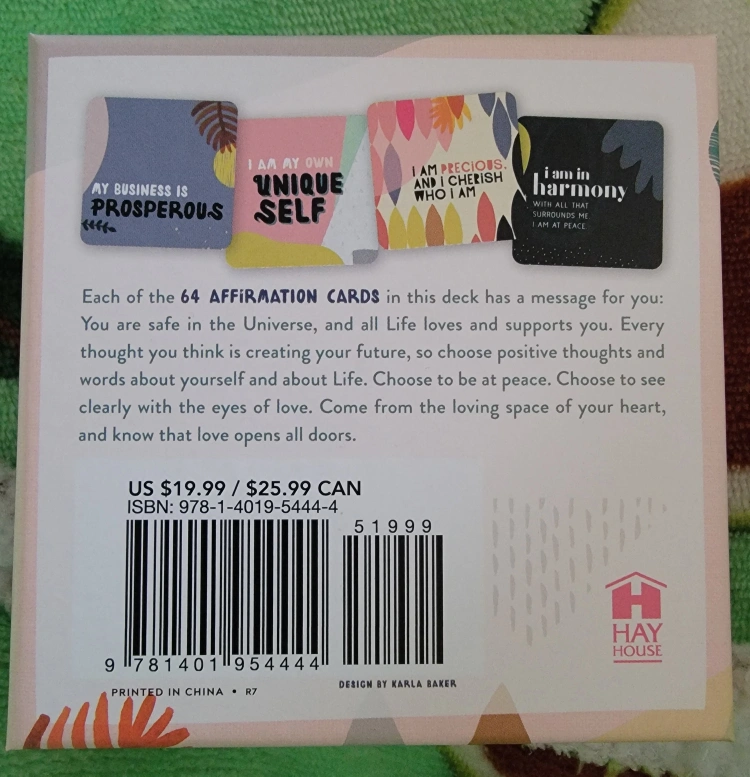 MY BUSINESS IS
PROSPEROUS
I AM MY OWN
UNIQUE
SELF
I AM PRECIOUS,
AND I CHERISH
WHO I AM
i am in
harmony
WITH ALL THAT
SURROUNDS ME.
I AM AT PEACE.
Each of the 64 AFFiRMATION CARDS in this deck has a message for you:
You are safe in the Universe, and all Life loves and supports you. Every
thought you think is creating your future, so choose positive thoughts and
words about yourself and about Life. Choose to be at peace. Choose to see
clearly with the eyes of love. Come from the loving space of your heart,
and know that love opens all doors.
US $19.99 / $25.99 CAN
ISBN: 978-1-4019-5444-4
51999
9 781401 954444
PRINTED IN CHINA • R7
DESIGN BY KARLA BAKER
H
HAY
HOUSE